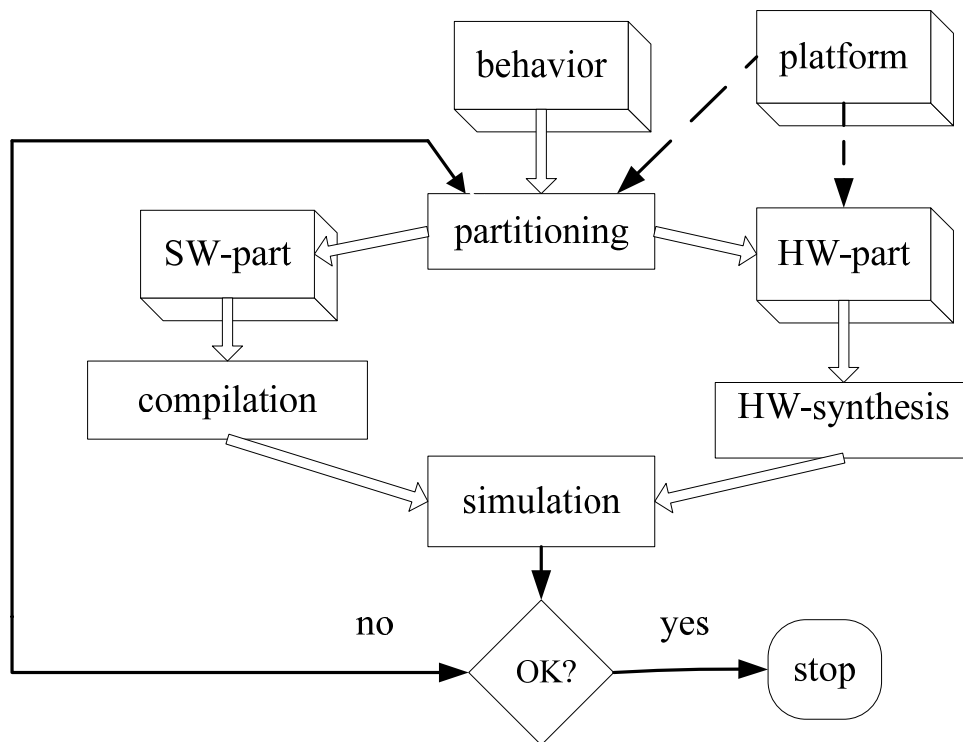 behavior
platform
partitioning
SW-part
HW-part
compilation
HW-synthesis
simulation
no
yes
OK?
stop